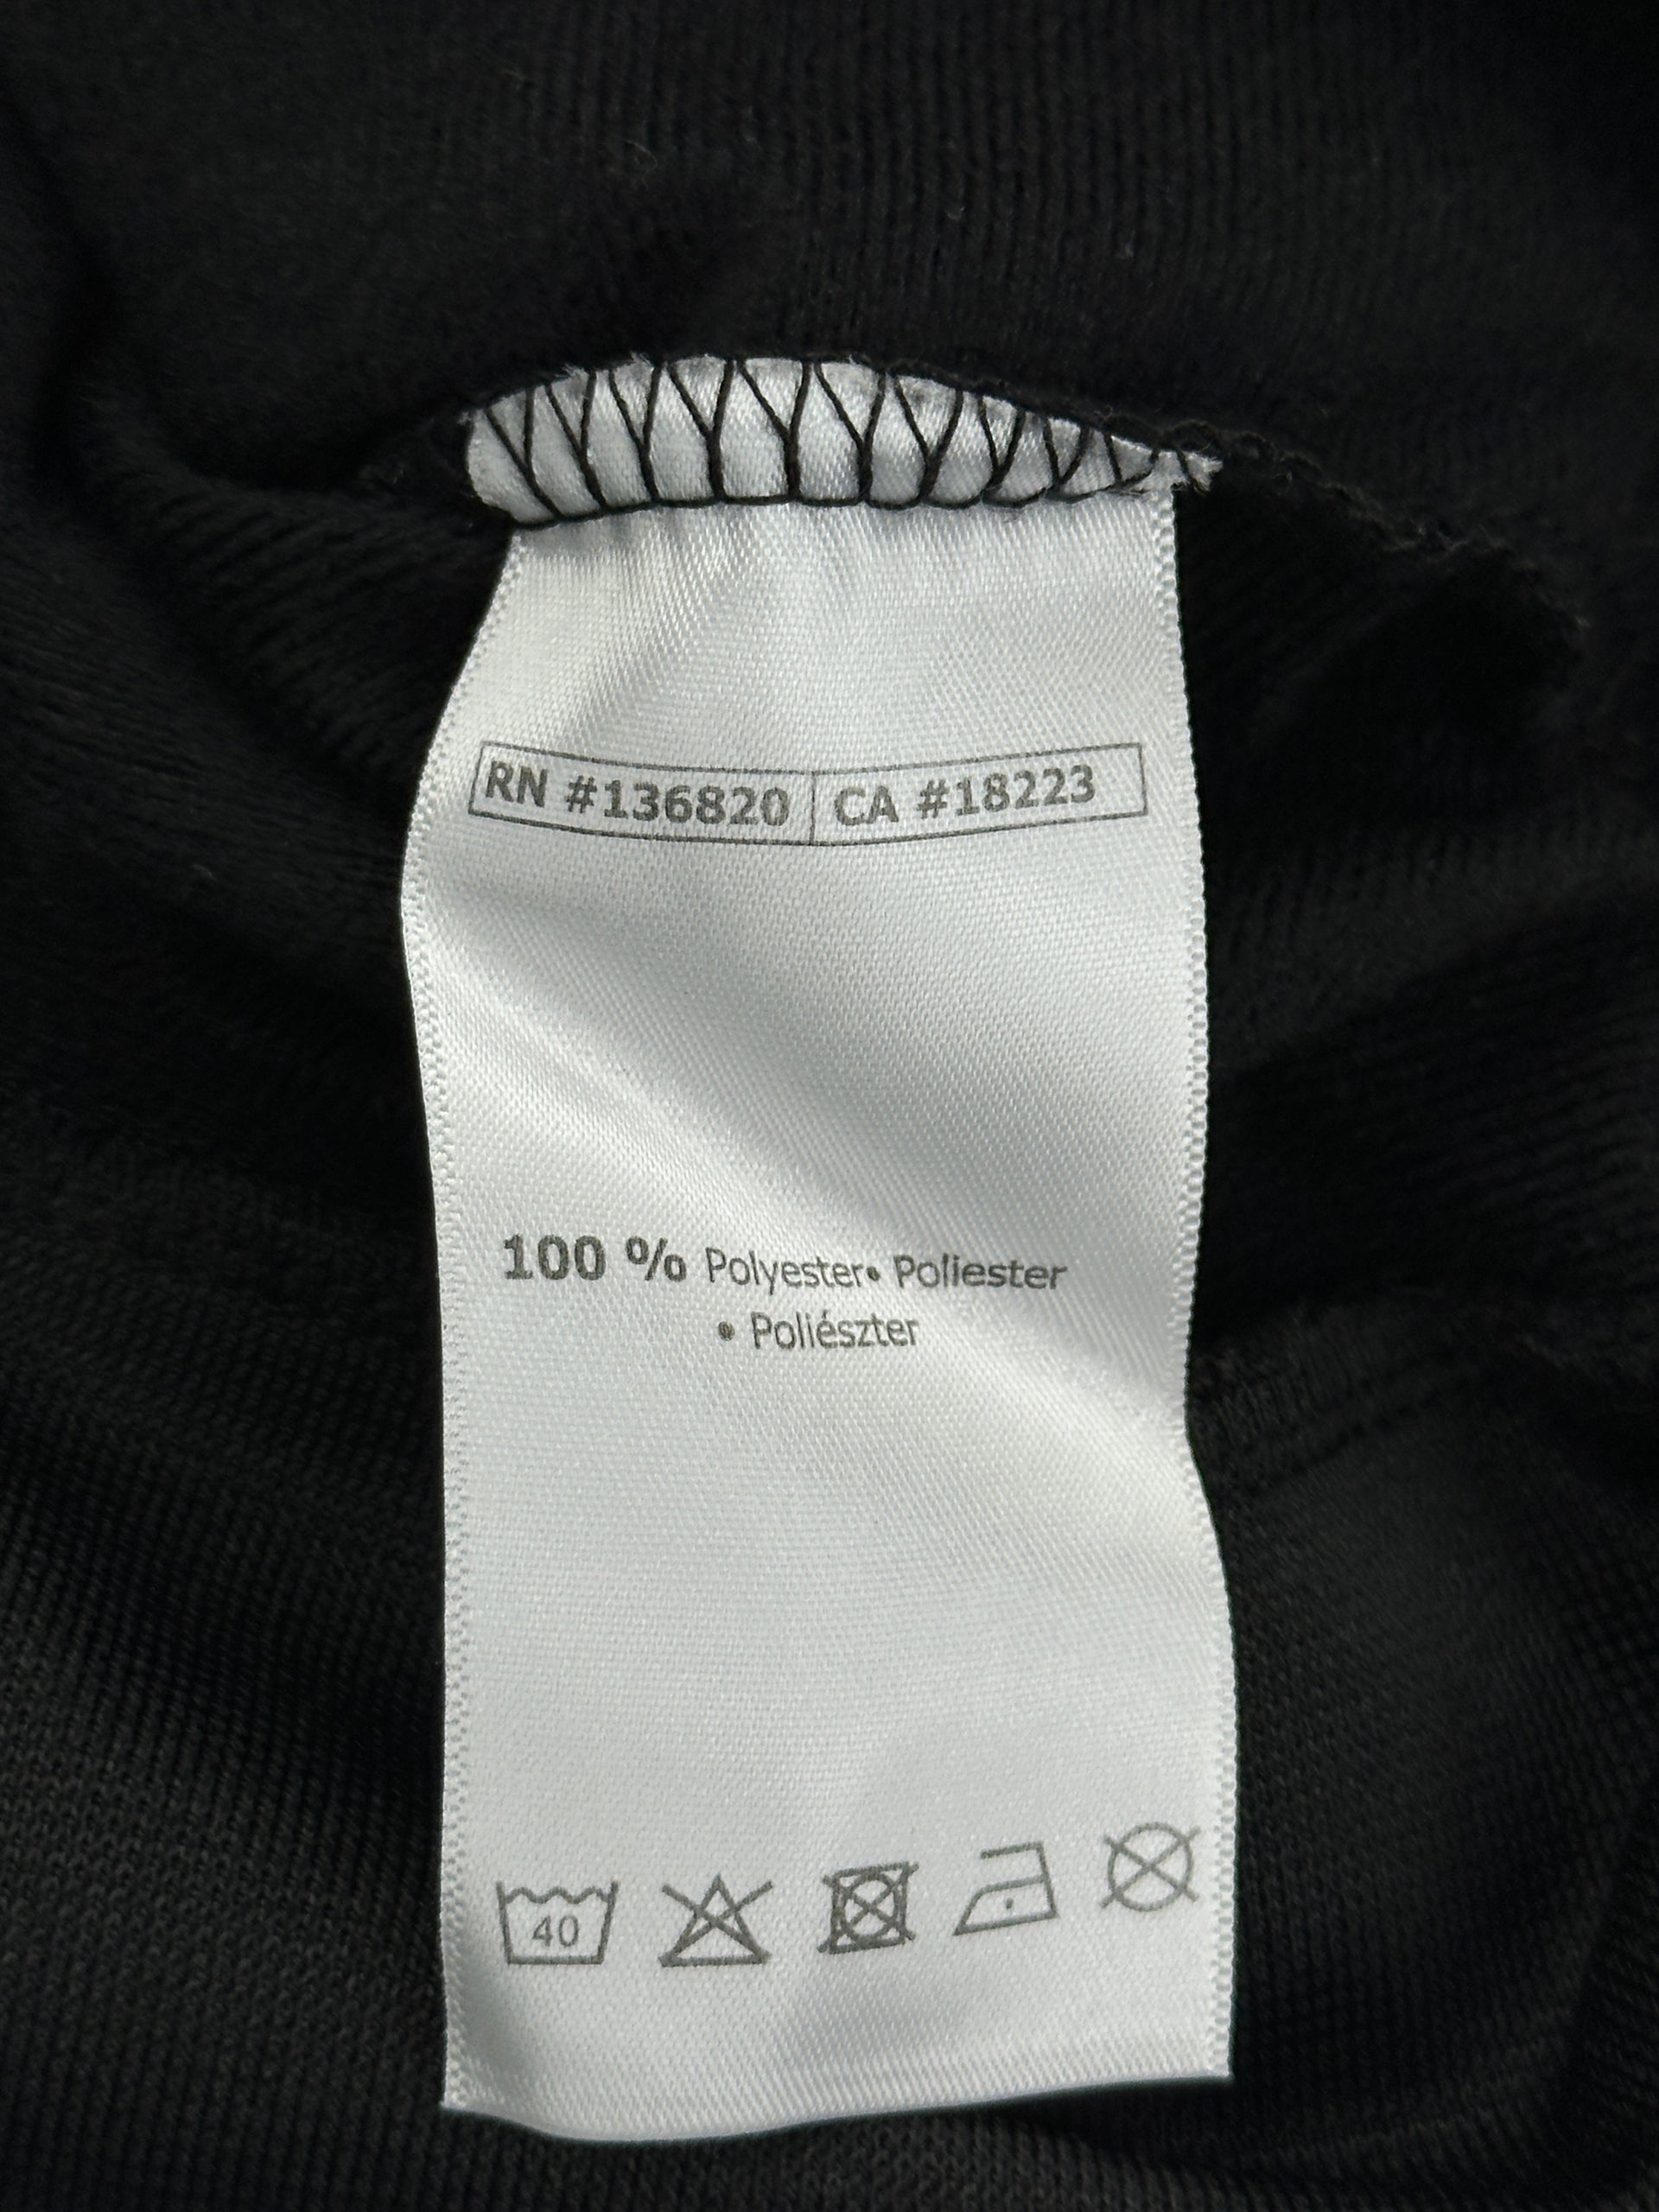 RN #136820 CA #18223
100 % Polyester• Poliester
• Poliészter
40